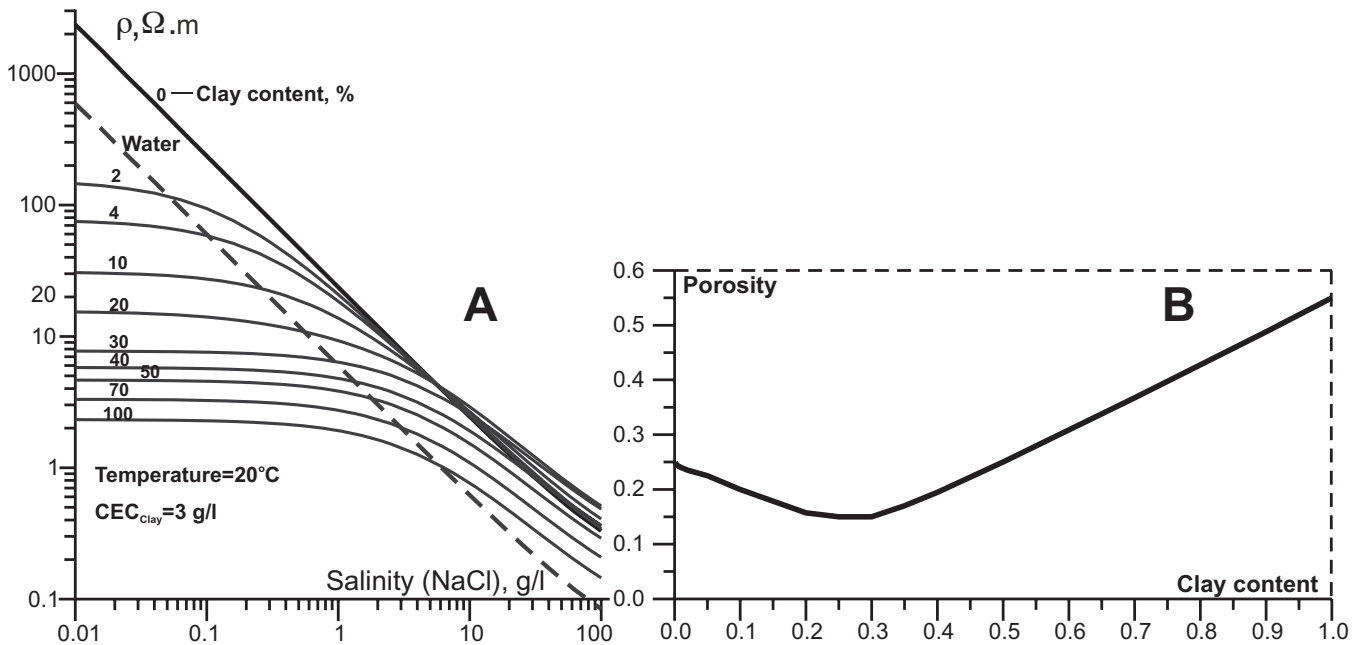 ρ,Ω.m
1000
100
20
10
1
0.1
0 — Clay content, %
Water
2
4
10
20
30
40
50
70
100
A
Temperature=20°C
CEC Clay=3 g/l
Salinity (NaCl), g/l
0.01 0.1 1 10 100
0.6
0.5
0.4
0.3
0.2
0.1
0.0
Porosity
B
Clay content
0.0 0.1 0.2 0.3 0.4 0.5 0.6 0.7 0.8 0.9 1.0